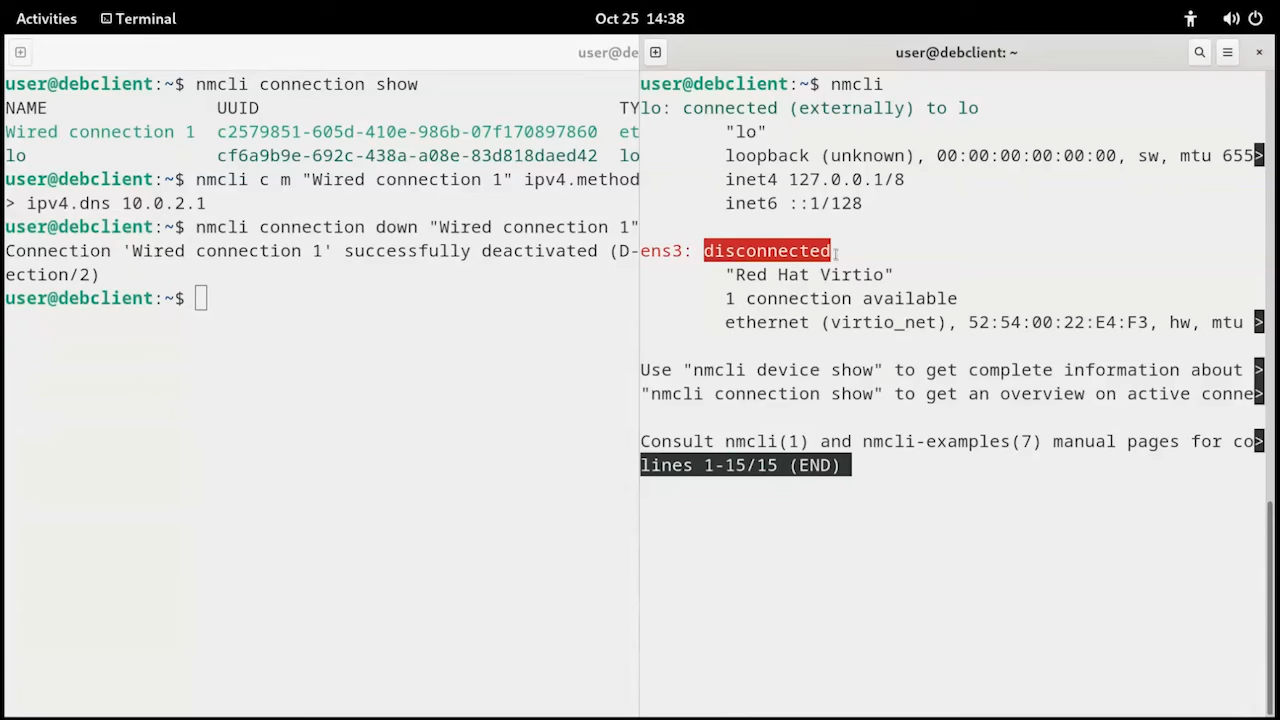 Activities Terminal Oct 25 14:38
user@de
user@debclient:~$ nmcli connection show
NAME UUID TY
Wired connection 1 c2579851-605d-410e-986b-07f170897860 et
lo cf6a9b9e-692c-438a-a08e-83d818daed42 lo
user@debclient:~$ nmcli c m "Wired connection 1" ipv4.method
> ipv4.dns 10.0.2.1
user@debclient:~$ nmcli connection down "Wired connection 1"
Connection 'Wired connection 1' successfully deactivated (D-
ection/2)
user@debclient:~$
user@debclient: ~
user@debclient:~$ nmcli
lo: connected (externally) to lo
"lo"
loopback (unknown), 00:00:00:00:00:00, sw, mtu 655>
inet4 127.0.0.1/8
inet6 ::1/128
ens3: disconnected
"Red Hat Virtio"
1 connection available
ethernet (virtio_net), 52:54:00:22:E4:F3, hw, mtu >
Use "nmcli device show" to get complete information about >
"nmcli connection show" to get an overview on active conne>
Consult nmcli(1) and nmcli-examples(7) manual pages for co>
lines 1-15/15 (END)